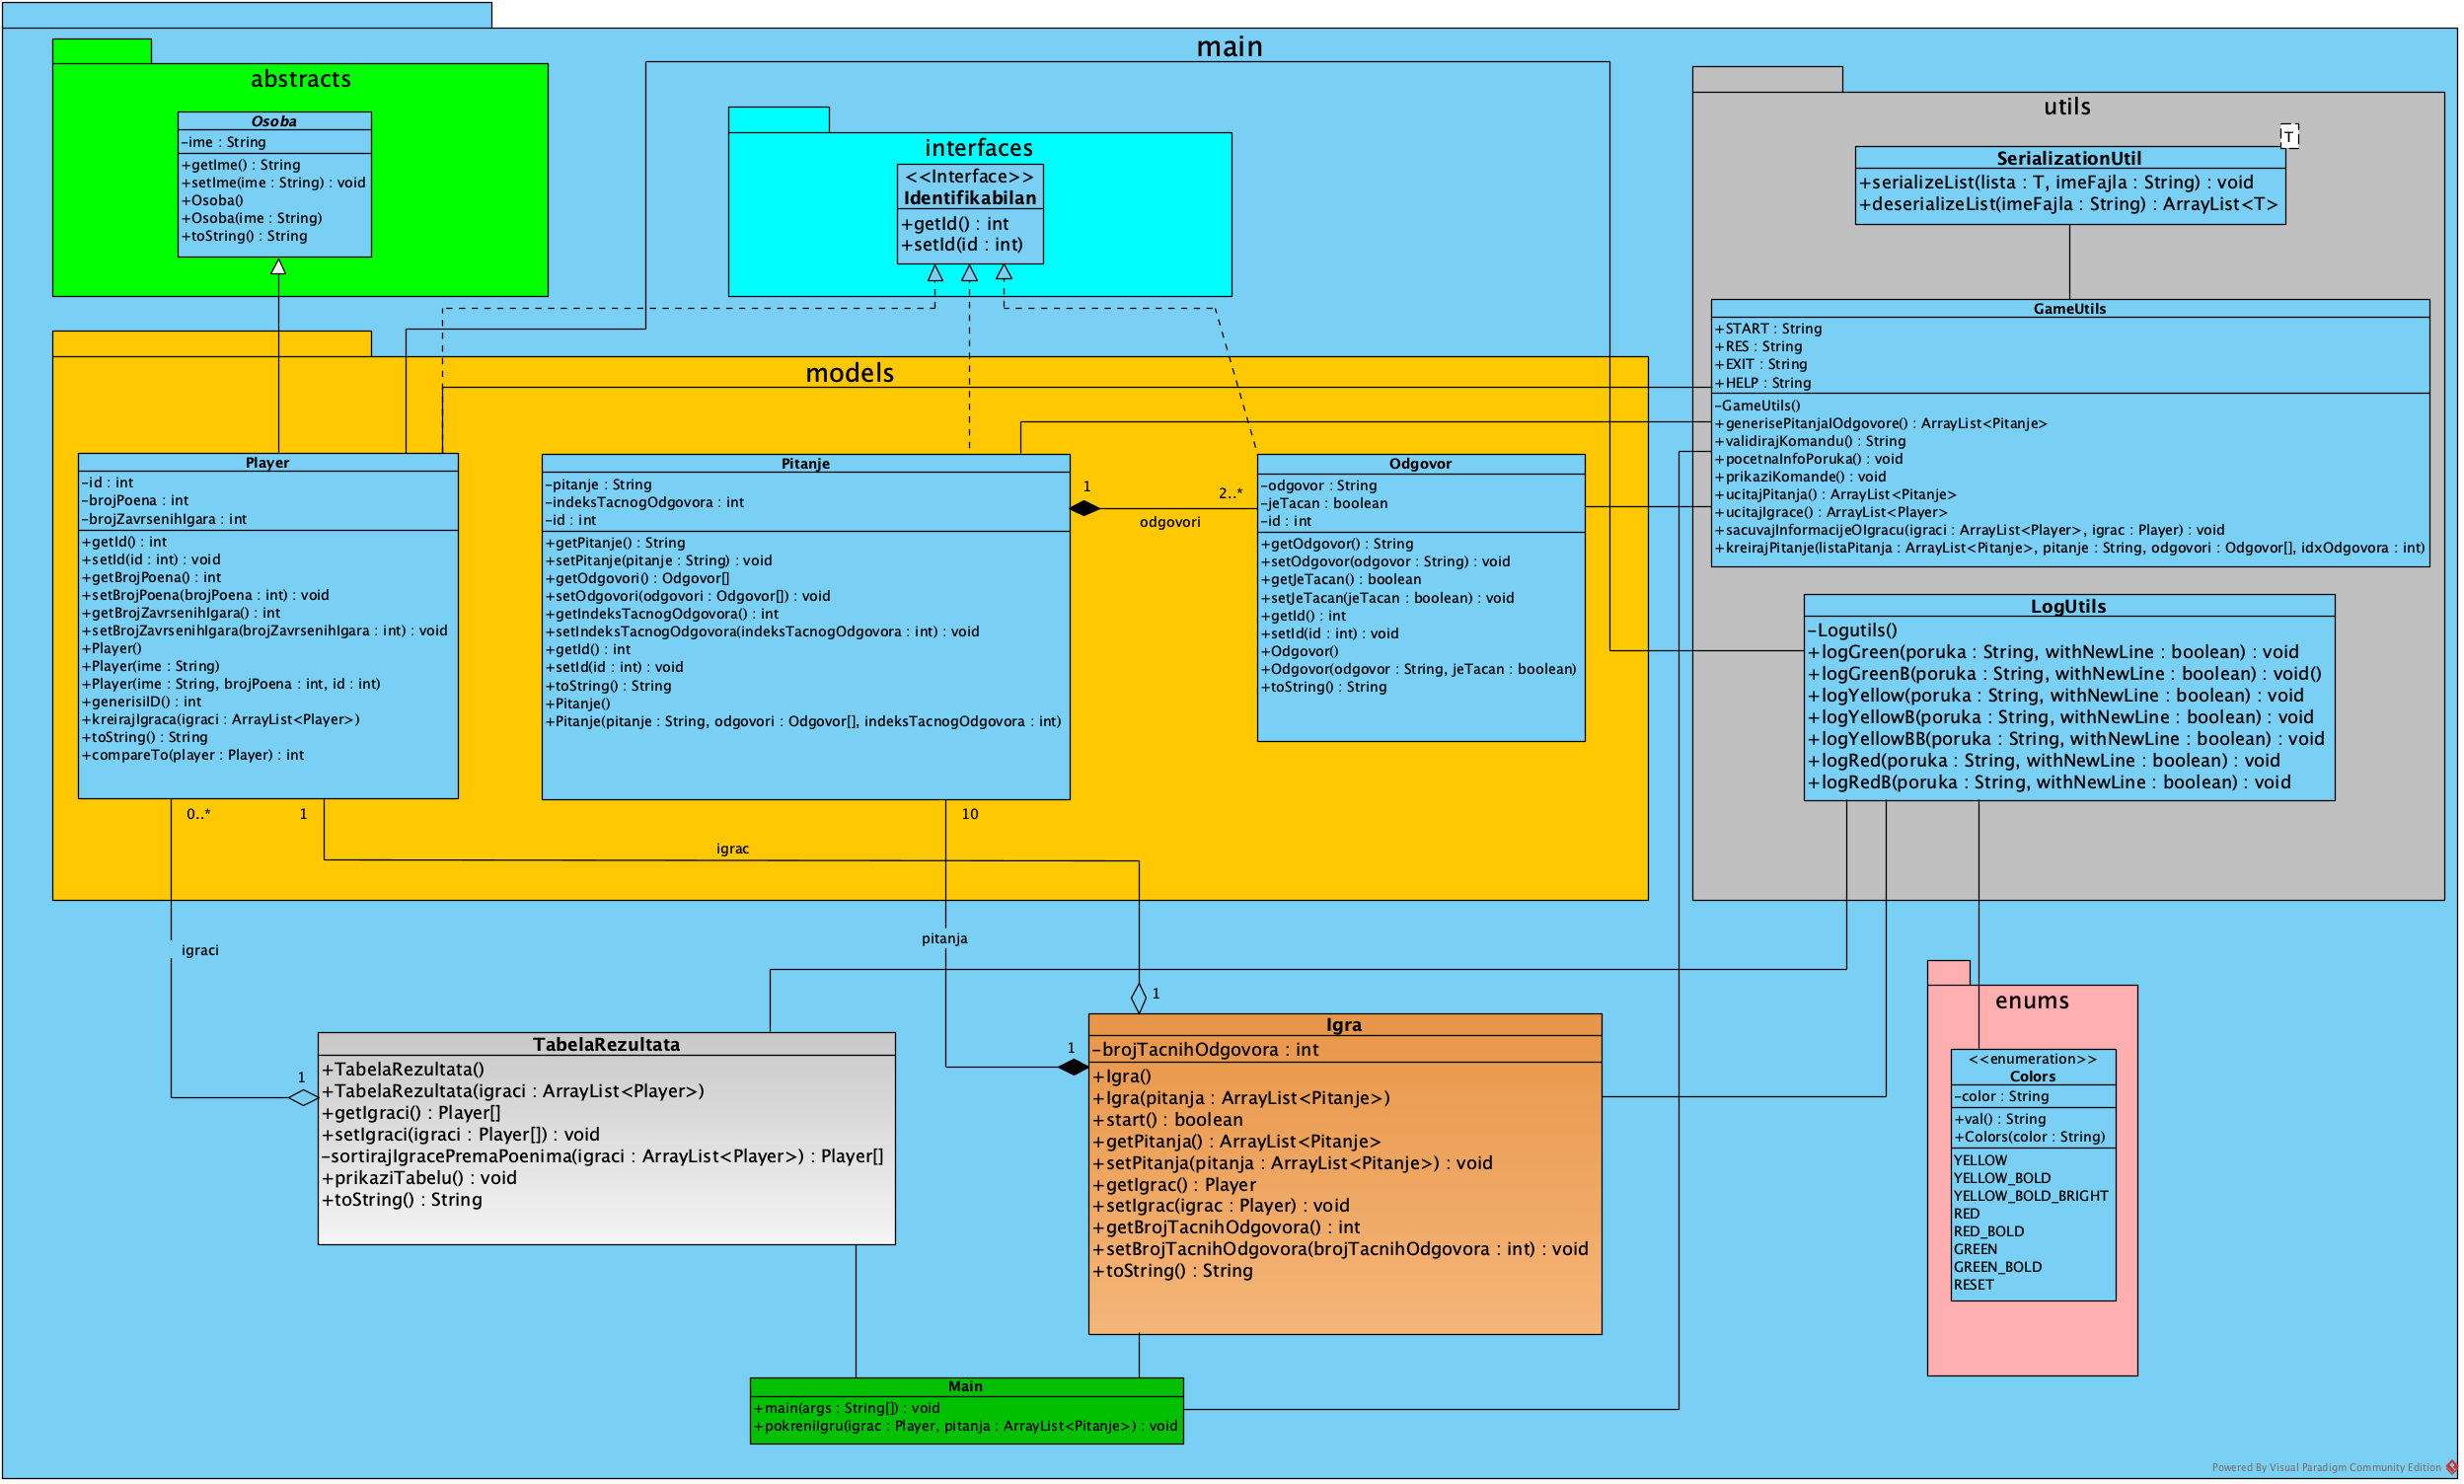 main
abstracts
Osoba
-ime : String
+getIme() : String
+setIme(ime : String) : void
+Osoba()
+Osoba(ime : String)
+toString() : String
interfaces
<<Interface>>
Identifikabilan
+getId() : int
+setId(id : int)
utils
T
SerializationUtil
+serializeList(lista : T, imeFajla : String) : void
+deserializeList(imeFajla : String) : ArrayList<T>
GameUtils
+START : String
+RES : String
+EXIT : String
+HELP : String
-GameUtils()
+generisePitanjaIOdgovore() : ArrayList<Pitanje>
+validirajKomandu() : String
+pocetnaInfoPoruka() : void
+prikaziKomande() : void
+ucitajPitanja() : ArrayList<Pitanje>
+ucitajIgrace() : ArrayList<Player>
+sacuvajInformacijeOIgracu(igraci : ArrayList<Player>, igrac : Player) : void
+kreirajPitanje(listaPitanja : ArrayList<Pitanje>, pitanje : String, odgovori : Odgovor[], idxOdgovora : int)
LogUtils
-Logutils()
+logGreen(poruka : String, withNewLine : boolean) : void
+logGreenB(poruka : String, withNewLine : boolean) : void()
+logYellow(poruka : String, withNewLine : boolean) : void
+logYellowB(poruka : String, withNewLine : boolean) : void
+logYellowBB(poruka : String, withNewLine : boolean) : void
+logRed(poruka : String, withNewLine : boolean) : void
+logRedB(poruka : String, withNewLine : boolean) : void
models
Player
-id : int
-brojPoena : int
-brojZavrsenihIgara : int
+getId() : int
+setId(id : int) : void
+getBrojPoena() : int
+setBrojPoena(brojPoena : int) : void
+getBrojZavrsenihIgara() : int
+setBrojZavrsenihIgara(brojZavrsenihIgara : int) : void
+Player()
+Player(ime : String)
+Player(ime : String, brojPoena : int, id : int)
+generisiID() : int
+kreirajIgraca(igraci : ArrayList<Player>)
+toString() : String
+compareTo(player : Player) : int
Pitanje
-pitanje : String
-indeksTacnogOdgovora : int
-id : int
+getPitanje() : String
+setPitanje(pitanje : String) : void
+getOdgovori() : Odgovor[]
+setOdgovori(odgovori : Odgovor[]) : void
+getIndeksTacnogOdgovora() : int
+setIndeksTacnogOdgovora(indeksTacnogOdgovora : int) : void
+getId() : int
+setId(id : int) : void
+toString() : String
+Pitanje()
+Pitanje(pitanje : String, odgovori : Odgovor[], indeksTacnogOdgovora : int)
1
2..*
odgovori
Odgovor
-odgovor : String
-jeTacan : boolean
-id : int
+getOdgovor() : String
+setOdgovor(odgovor : String) : void
+getJeTacan() : boolean
+setJeTacan(jeTacan : boolean) : void
+getId() : int
+setId(id : int) : void
+Odgovor()
+Odgovor(odgovor : String, jeTacan : boolean)
+toString() : String
0..*
1
10
igrac
igraci
pitanja
1
1
1
TabelaRezultata
+TabelaRezultata()
+TabelaRezultata(igraci : ArrayList<Player>)
+getIgraci() : Player[]
+setIgraci(igraci : Player[]) : void
-sortirajIgracePremaPoenima(igraci : ArrayList<Player>) : Player[]
+prikaziTabelu() : void
+toString() : String
Igra
-brojTacnihOdgovora : int
+Igra()
+Igra(pitanja : ArrayList<Pitanje>)
+start() : boolean
+getPitanja() : ArrayList<Pitanje>
+setPitanja(pitanja : ArrayList<Pitanje>) : void
+getIgrac() : Player
+setIgrac(igrac : Player) : void
+getBrojTacnihOdgovora() : int
+setBrojTacnihOdgovora(brojTacnihOdgovora : int) : void
+toString() : String
enums
<<enumeration>>
Colors
-color : String
+val() : String
+Colors(color : String)
YELLOW
YELLOW_BOLD
YELLOW_BOLD_BRIGHT
RED
RED_BOLD
GREEN
GREEN_BOLD
RESET
Main
+main(args : String[]) : void
+pokreniIgru(igrac : Player, pitanja : ArrayList<Pitanje>) : void
Powered By Visual Paradigm Community Edition